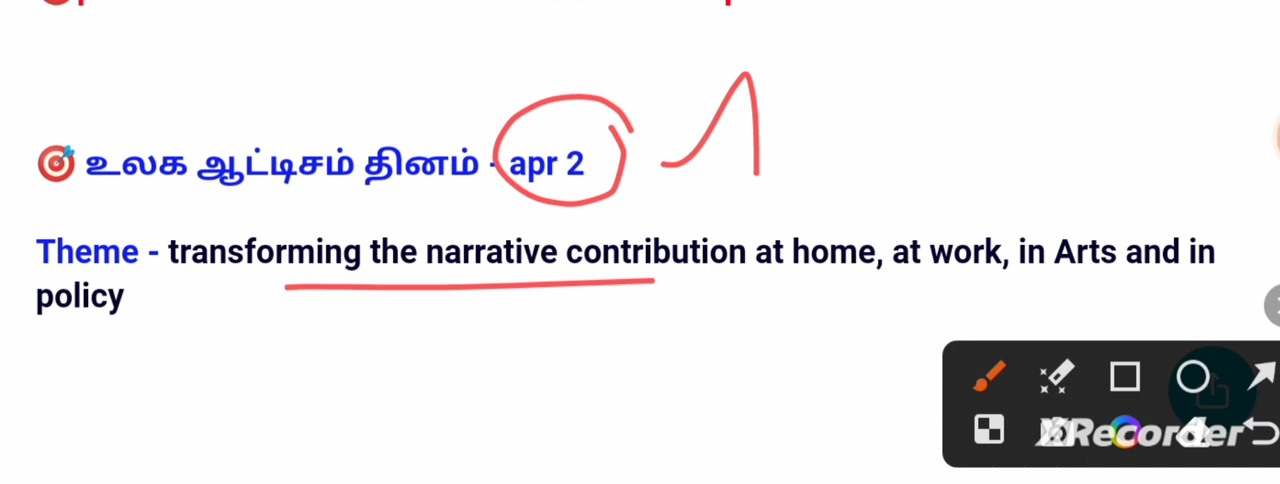 உலக ஆட்டிசம் தினம் - apr 2
Theme - transforming the narrative contribution at home, at work, in Arts and in
policy
XRecorder